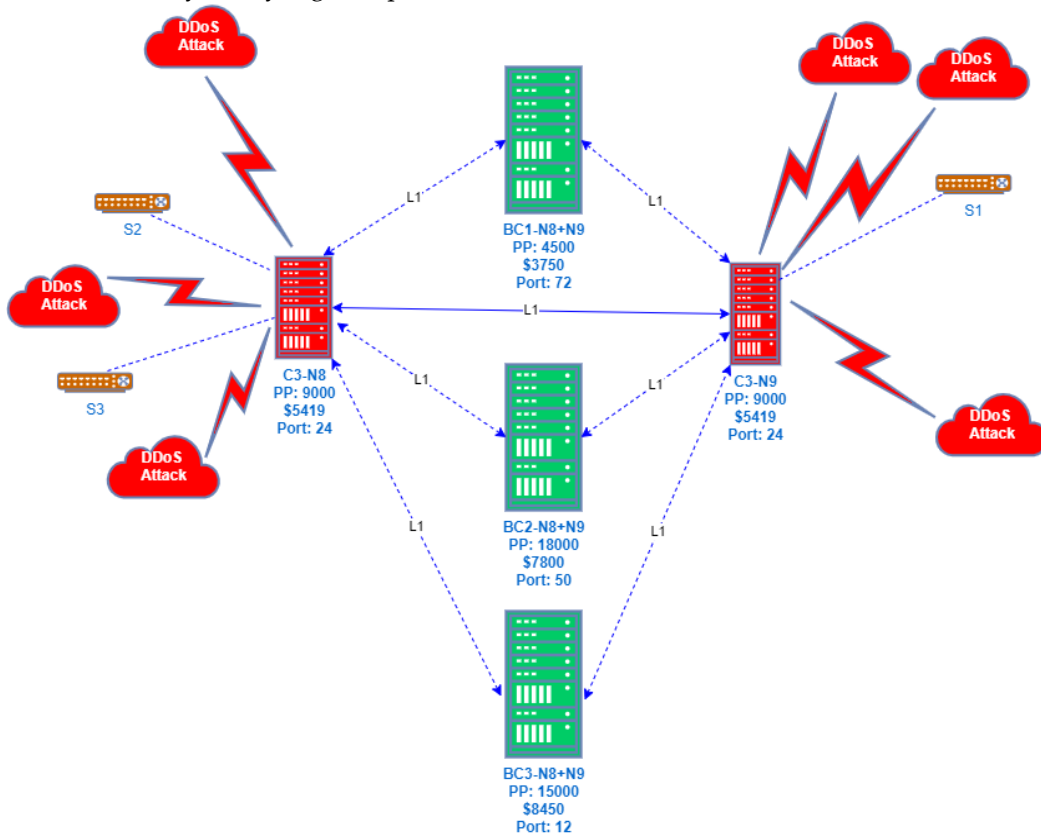 DDoS
Attack
DDoS
Attack
DDoS
Attack
L1
L1
S2
S1
BC1-N8+N9
PP: 4500
$3750
Port: 72
DDoS
Attack
L1
C3-N8
PP: 9000
$5419
Port: 24
C3-N9
PP: 9000
$5419
Port: 24
S3
L1
L1
DDoS
Attack
DDoS
Attack
L1
L1
BC2-N8+N9
PP: 18000
$7800
Port: 50
BC3-N8+N9
PP: 15000
$8450
Port: 12